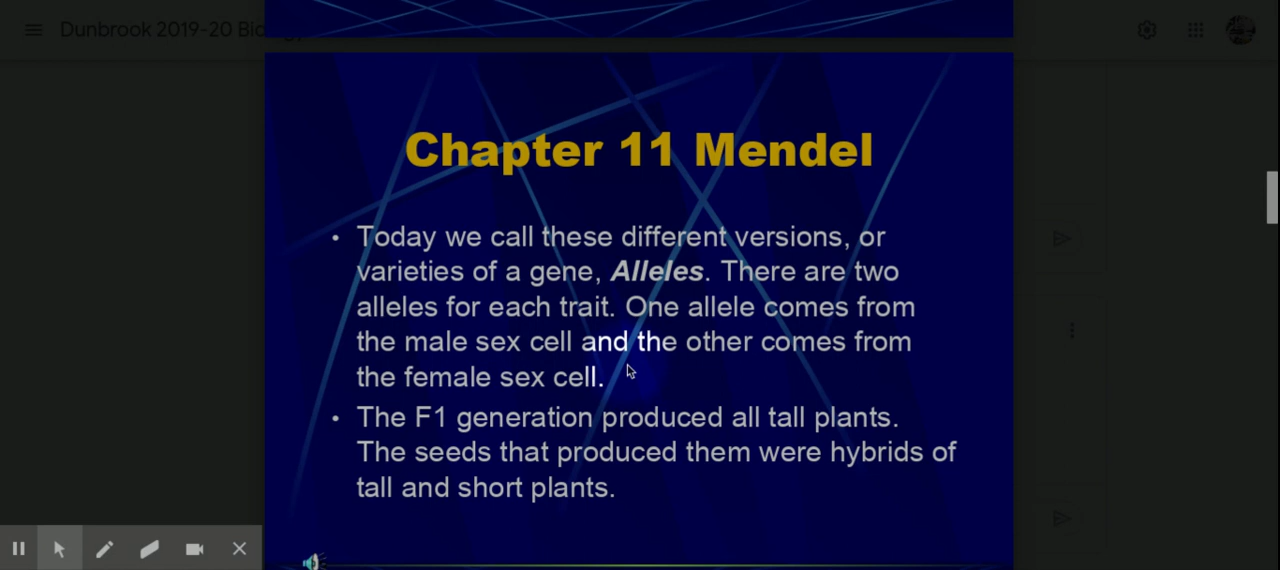 Dunbrook 2019-20 Bi
Chapter 11 Mendel
• Today we call these different versions, or
varieties of a gene, Alleles. There are two
alleles for each trait. One allele comes from
the male sex cell and the other comes from
the female sex cell.
• The F1 generation produced all tall plants.
The seeds that produced them were hybrids of
tall and short plants.